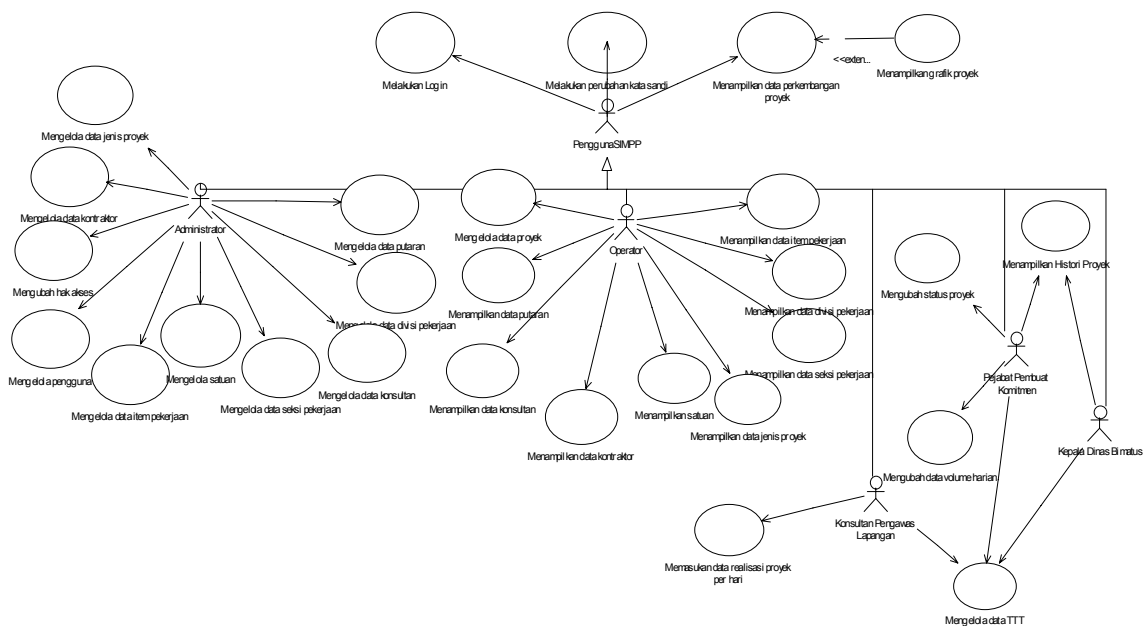 Melakukan Login
Melakukan perubahan kata sandi
Menampilkan data perkembangan
proyek
<<exten...
Menampilkan grafik proyek
PenggunaSIMPP
Mengelola data jenis proyek
Mengelola data kontraktor
Administrator
Mengubah hak akses
Mengelola pengguna
Mengelola data item pekerjaan
Mengelola satuan
Mengelola data seksi pekerjaan
Mengelola data konsultan
Mengelola data divisi pekerjaan
Mengelola data putaran
Mengelola data proyek
Operator
Menampilkan data item pekerjaan
Menampilkan data putaran
Menampilkan data divisi pekerjaan
Menampilkan data seksi pekerjaan
Menampilkan data konsultan
Menampilkan data kontraktor
Menampilkan satuan
Menampilkan data jenis proyek
Menampilkan Histori Proyek
Mengubah status proyek
Pejabat Pembuat
Komitmen
Mengubah data volume harian
Kepala Dinas Bimatus
Konsultan Pengawas
Lapangan
Memasukan data realisasi proyek
per hari
Mengelola data TTT